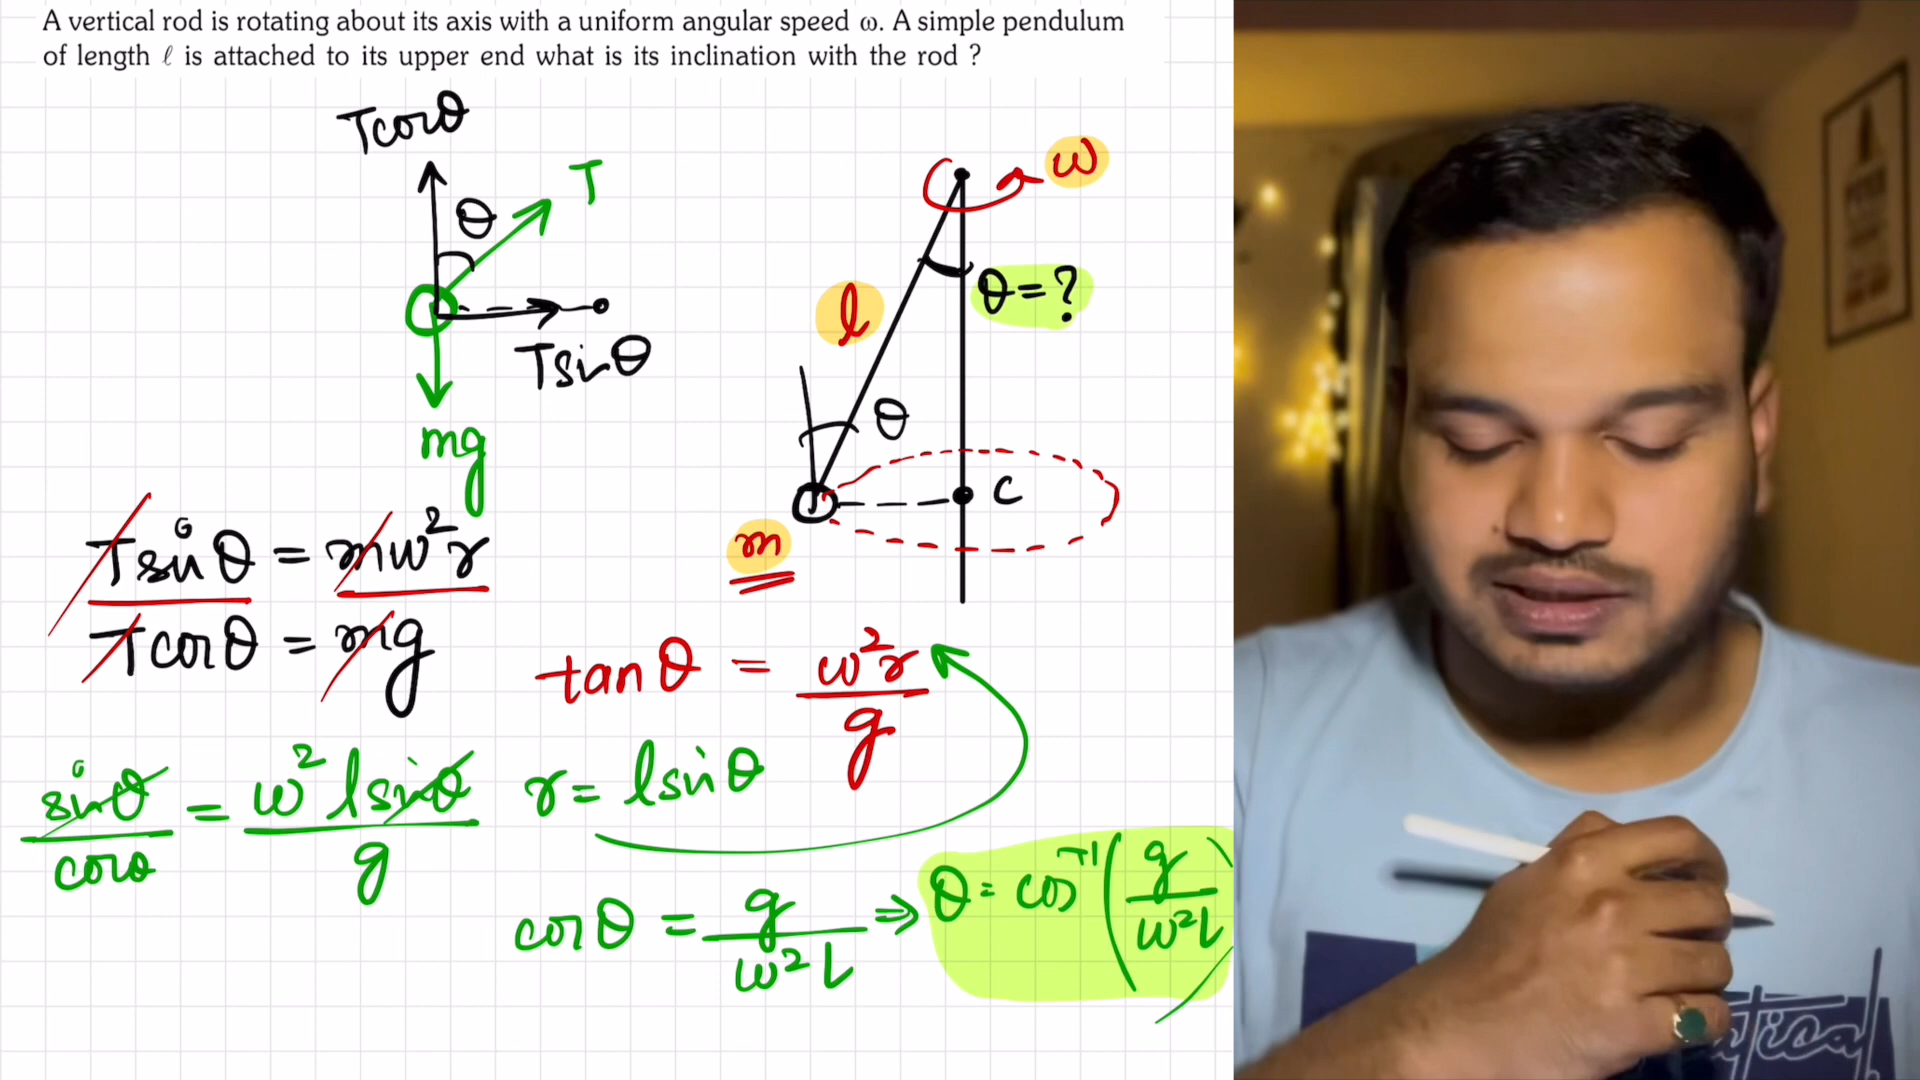 A vertical rod is rotating about its axis with a uniform angular speed ω. A simple pendulum
of length ℓ is attached to its upper end what is its inclination with the rod ?
Tcosθ
T
θ
Tsinθ
mg
ω
θ=?
l
θ
C
m
Tsinθ = mω²r
Tcosθ = mg
tanθ = ω²r/g
r = lsinθ
sinθ/cosθ = ω² lsinθ/g
cosθ = g/ω²L ⇒ θ = cos⁻¹(g/ω²L)